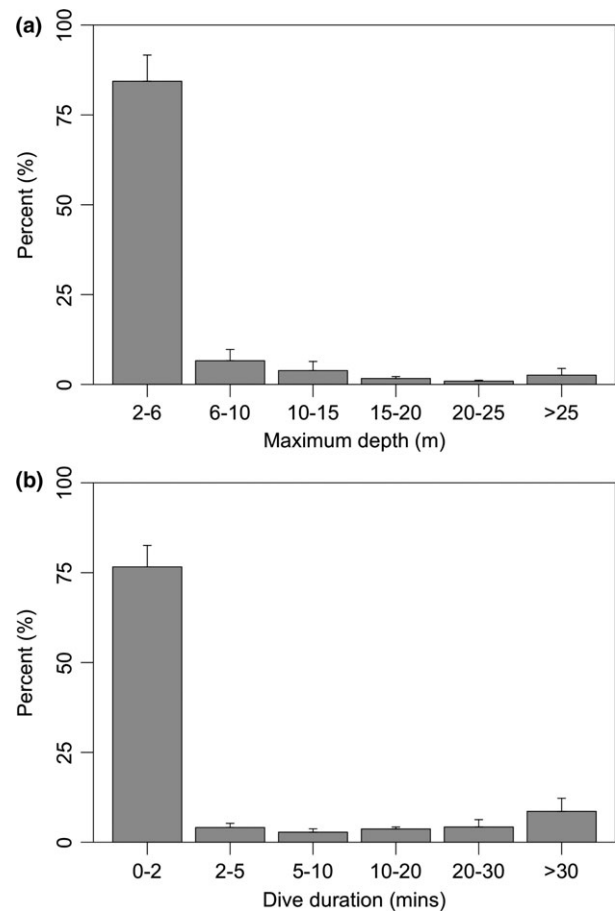 (a)
Percent (%)
100
75
50
25
0
2-6 6-10 10-15 15-20 20-25 >25
Maximum depth (m)
(b)
Percent (%)
100
75
50
25
0
0-2 2-5 5-10 10-20 20-30 >30
Dive duration (mins)